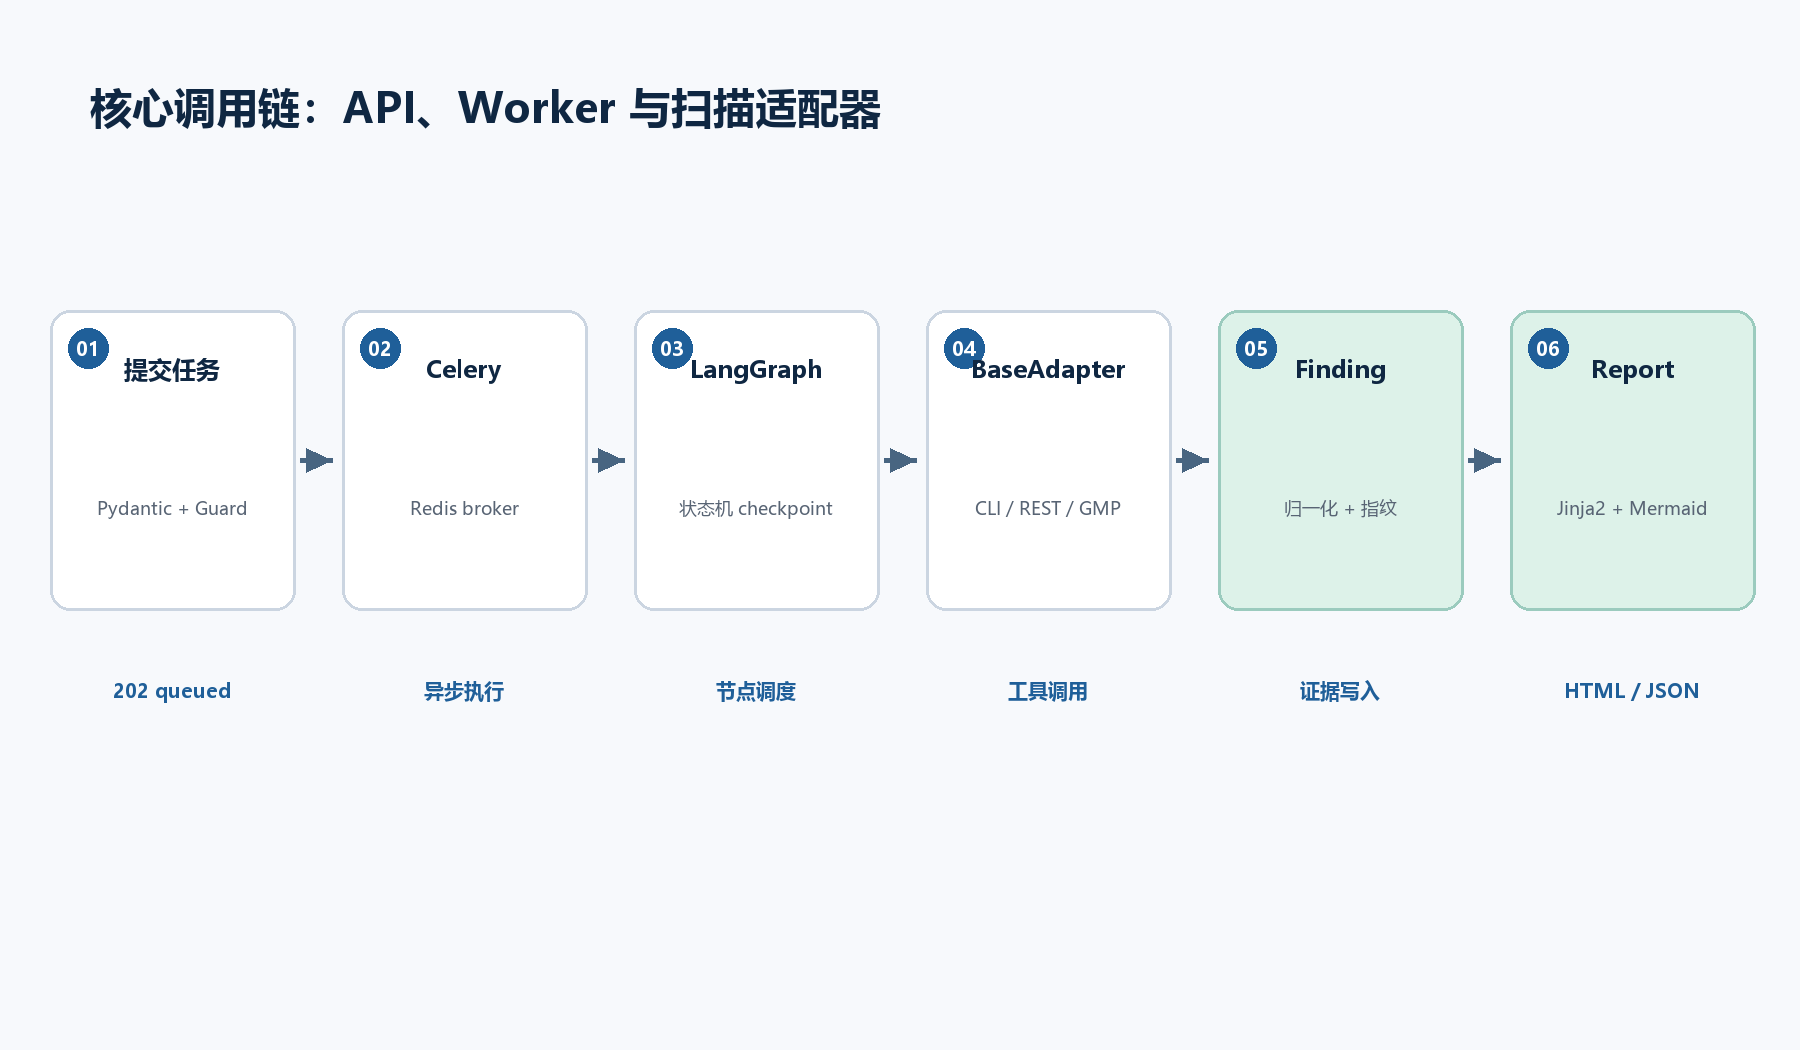 核心调用链：API、Worker 与扫描适配器
01
提交任务
Pydantic + Guard
202 queued
02
Celery
Redis broker
异步执行
03
LangGraph
状态机 checkpoint
节点调度
04
BaseAdapter
CLI / REST / GMP
工具调用
05
Finding
归一化 + 指纹
证据写入
06
Report
Jinja2 + Mermaid
HTML / JSON